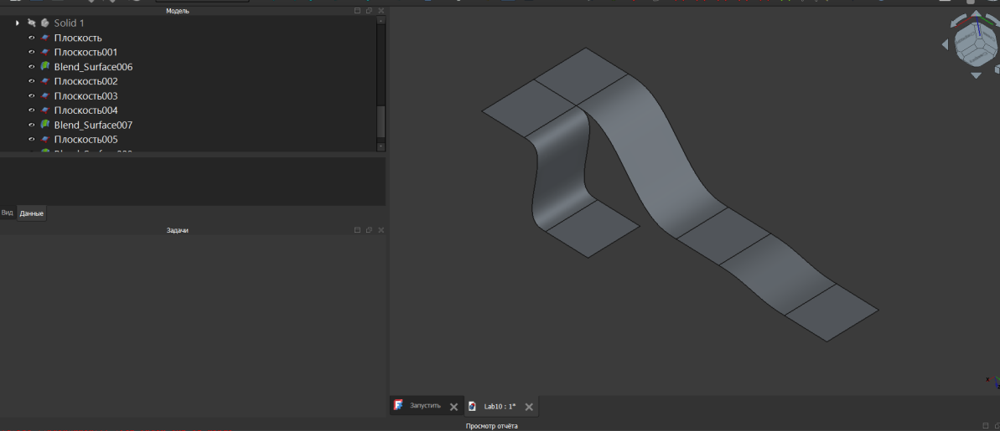 Модель
Solid 1
Плоскость
Плоскость001
Blend_Surface006
Плоскость002
Плоскость003
Плоскость004
Blend_Surface007
Плоскость005
Вид
Данные
Задачи
Запустить
Lab10 : 1*
X
Просмотр отчёта